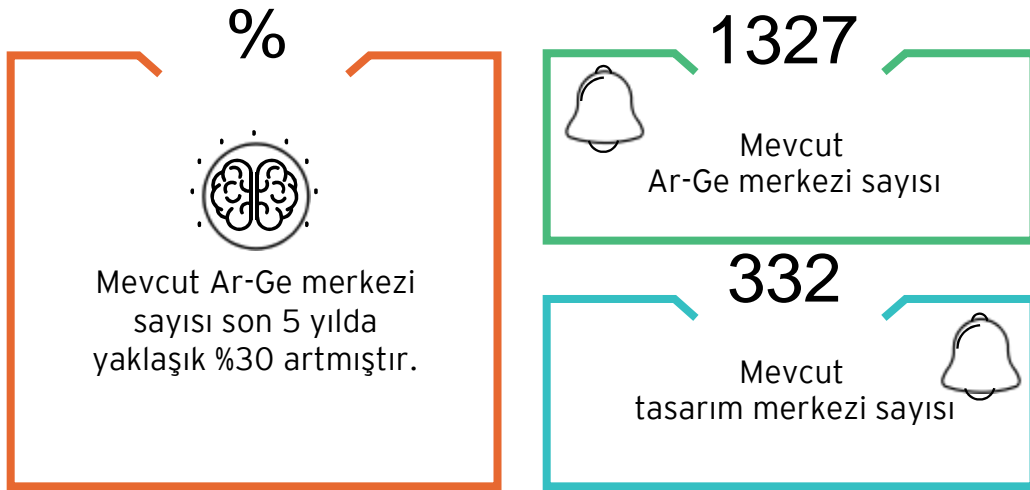 %
Mevcut Ar-Ge merkezi
sayısı son 5 yılda
yaklaşık %30 artmıştır.
1327
Mevcut
Ar-Ge merkezi sayısı
332
Mevcut
tasarım merkezi sayısı